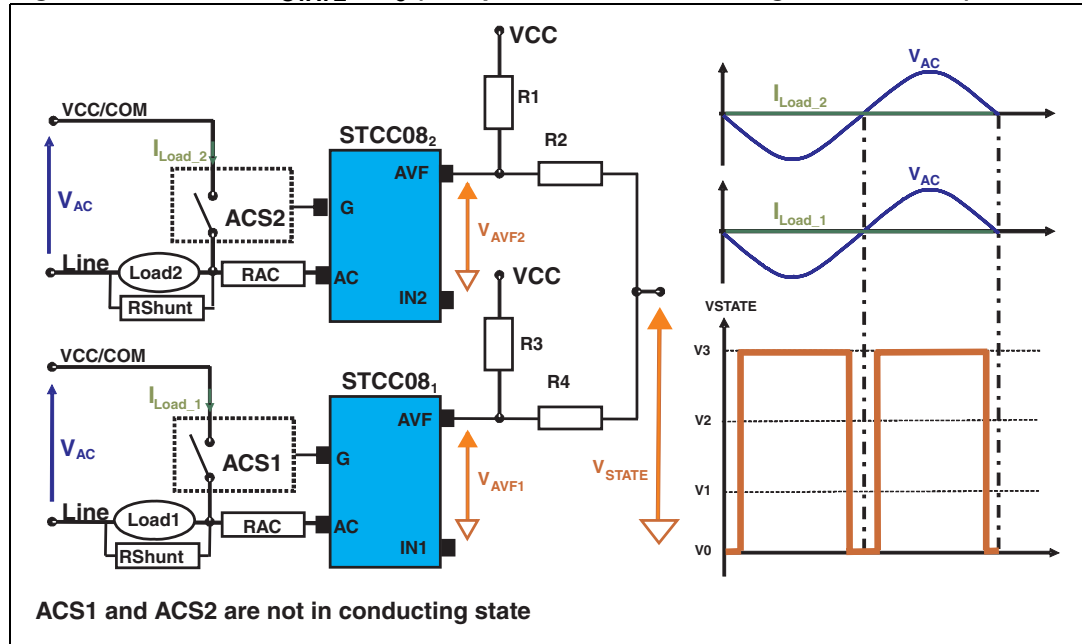 VCC
R1
VCC/COM
STCC08₂
R2
I_Load_2
AVF
V_AC
ACS2
G
V_AVF2
Line
Load2
RAC
AC
VCC
RShunt
IN2
R3
VCC/COM
STCC08₁
R4
I_Load_1
AVF
V_AC
ACS1
G
V_AVF1
V_STATE
Line
Load1
RAC
AC
RShunt
IN1
V_AC
I_Load_2
V_AC
I_Load_1
VSTATE
V3
V2
V1
V0
ACS1 and ACS2 are not in conducting state